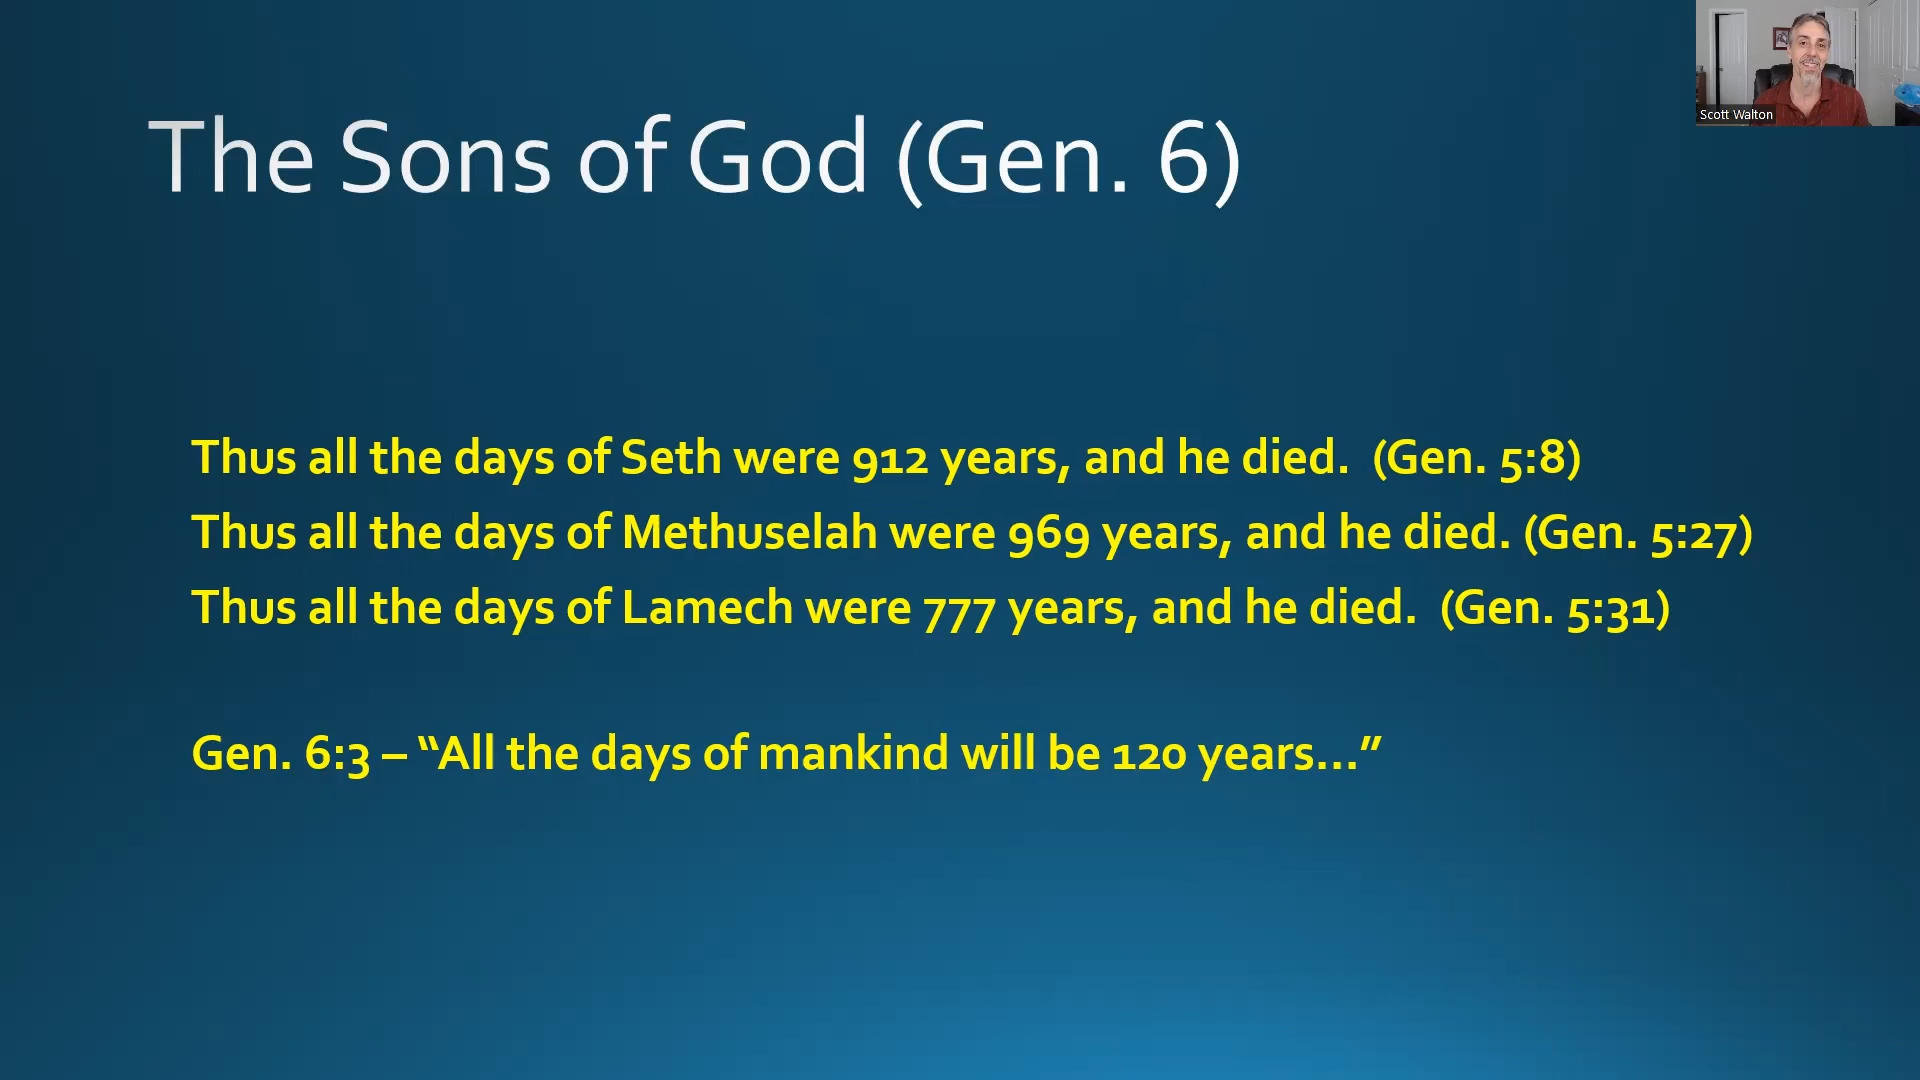 Scott Walton
The Sons of God (Gen. 6)
Thus all the days of Seth were 912 years, and he died. (Gen. 5:8)
Thus all the days of Methuselah were 969 years, and he died. (Gen. 5:27)
Thus all the days of Lamech were 777 years, and he died. (Gen. 5:31)
Gen. 6:3 – “All the days of mankind will be 120 years…”